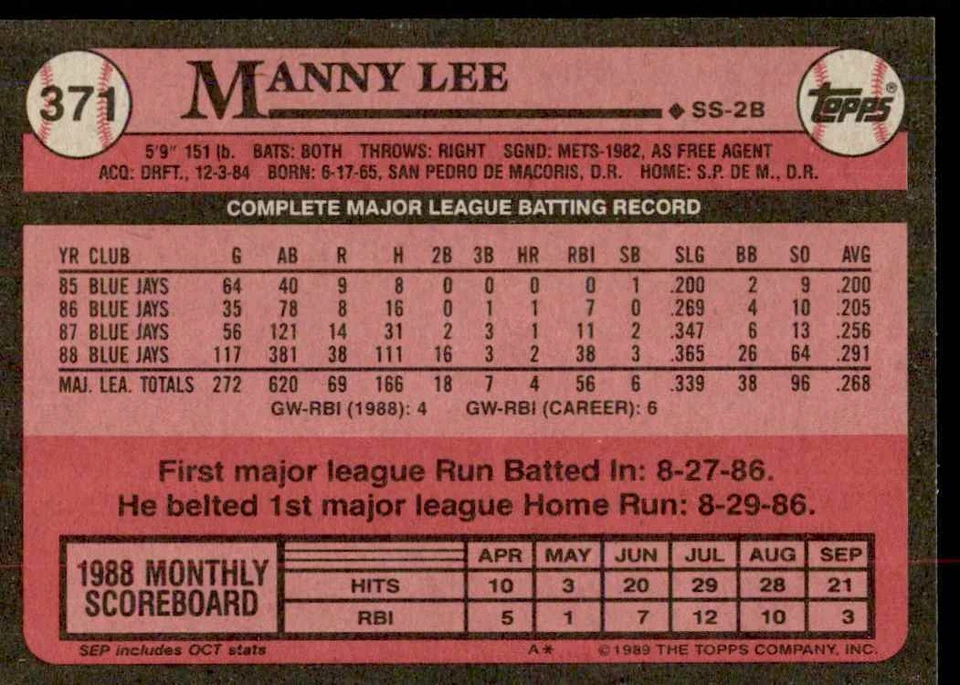 371
MANNY LEE
SS-2B
TOPPS®
5'9" 151 lb. BATS: BOTH THROWS: RIGHT SGND: METS-1982, AS FREE AGENT
ACQ: DRFT., 12-3-84 BORN: 6-17-65, SAN PEDRO DE MACORIS, D.R. HOME: S.P. DE M., D.R.
COMPLETE MAJOR LEAGUE BATTING RECORD
YR CLUB G AB R H 2B 3B HR RBI SB SLG BB SO AVG
85 BLUE JAYS 64 40 9 8 0 0 0 0 1 .200 2 9 .200
86 BLUE JAYS 35 78 8 16 0 1 1 7 0 .269 4 10 .205
87 BLUE JAYS 56 121 14 31 2 3 1 11 2 .347 6 13 .256
88 BLUE JAYS 117 381 38 111 16 3 2 38 3 .365 26 64 .291
MAJ. LEA. TOTALS 272 620 69 166 18 7 4 56 6 .339 38 96 .268
GW-RBI (1988): 4 GW-RBI (CAREER): 6
First major league Run Batted In: 8-27-86.
He belted 1st major league Home Run: 8-29-86.
1988 MONTHLY
SCOREBOARD
APR MAY JUN JUL AUG SEP
HITS 10 3 20 29 28 21
RBI 5 1 7 12 10 3
SEP includes OCT stats A* ©1989 THE TOPPS COMPANY, INC.